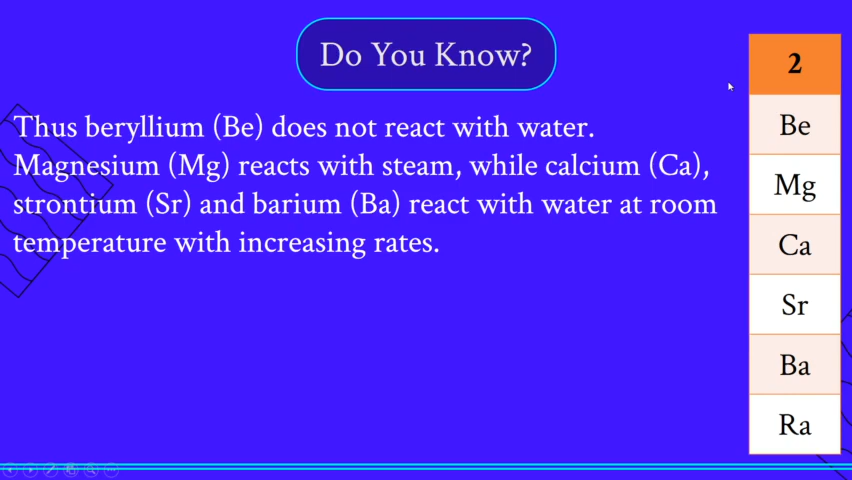 Do You Know?
Thus beryllium (Be) does not react with water.
Magnesium (Mg) reacts with steam, while calcium (Ca),
strontium (Sr) and barium (Ba) react with water at room
temperature with increasing rates.
2
Be
Mg
Ca
Sr
Ba
Ra